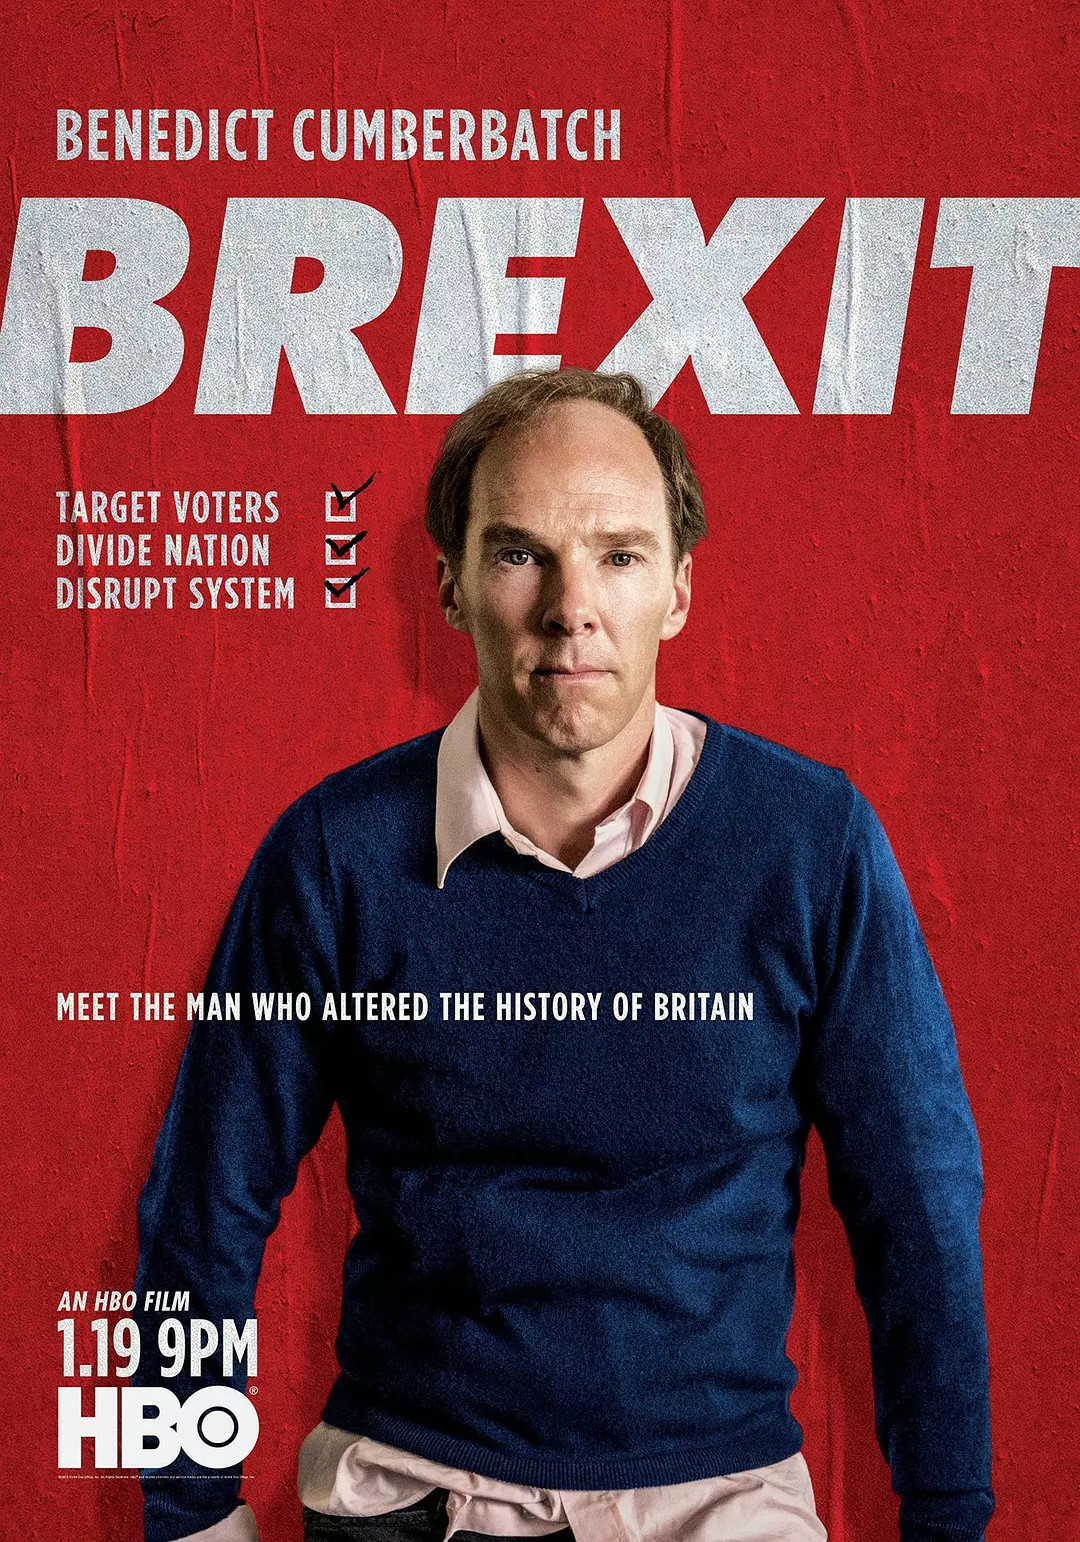 BENEDICT CUMBERBATCH
BREXIT
TARGET VOTERS
DIVIDE NATION
DISRUPT SYSTEM
MEET THE MAN WHO ALTERED THE HISTORY OF BRITAIN
AN HBO FILM
1.19 9PM
HBO®